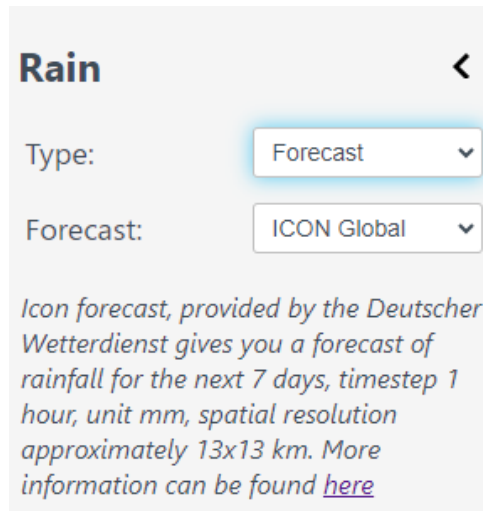 Rain
Type: Forecast
Forecast: ICON Global
Icon forecast, provided by the Deutscher
Wetterdienst gives you a forecast of
rainfall for the next 7 days, timestep 1
hour, unit mm, spatial resolution
approximately 13x13 km. More
information can be found here